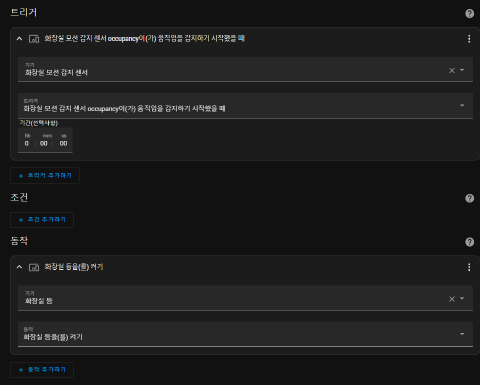 트리거
화장실 모션 감지 센서 occupancy이(가) 움직임을 감지하기 시작했을 때
기기
화장실 모션 감지 센서
트리거
화장실 모션 감지 센서 occupancy이(가) 움직임을 감지하기 시작했을 때
기간(선택사항)
hh mm ss
0 : 00 : 00
+ 트리거 추가하기
조건
+ 조건 추가하기
동작
화장실 등을(를) 켜기
기기
화장실 등
동작
화장실 등을(를) 켜기
+ 동작 추가하기